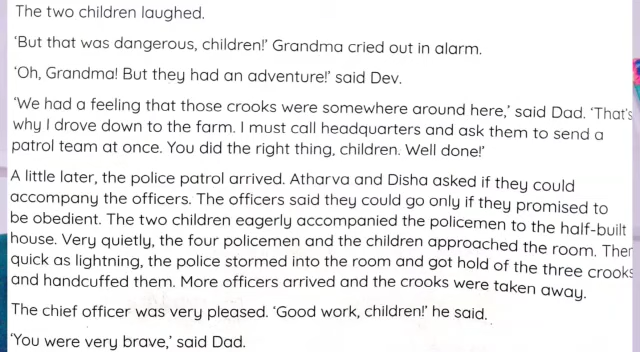 The two children laughed.
'But that was dangerous, children!' Grandma cried out in alarm.
'Oh, Grandma! But they had an adventure!' said Dev.
'We had a feeling that those crooks were somewhere around here,' said Dad. 'That's
why I drove down to the farm. I must call headquarters and ask them to send a
patrol team at once. You did the right thing, children. Well done!'
A little later, the police patrol arrived. Atharva and Disha asked if they could
accompany the officers. The officers said they could go only if they promised to
be obedient. The two children eagerly accompanied the policemen to the half-built
house. Very quietly, the four policemen and the children approached the room. Then
quick as lightning, the police stormed into the room and got hold of the three crooks
and handcuffed them. More officers arrived and the crooks were taken away.
The chief officer was very pleased. 'Good work, children!' he said.
'You were very brave,' said Dad.